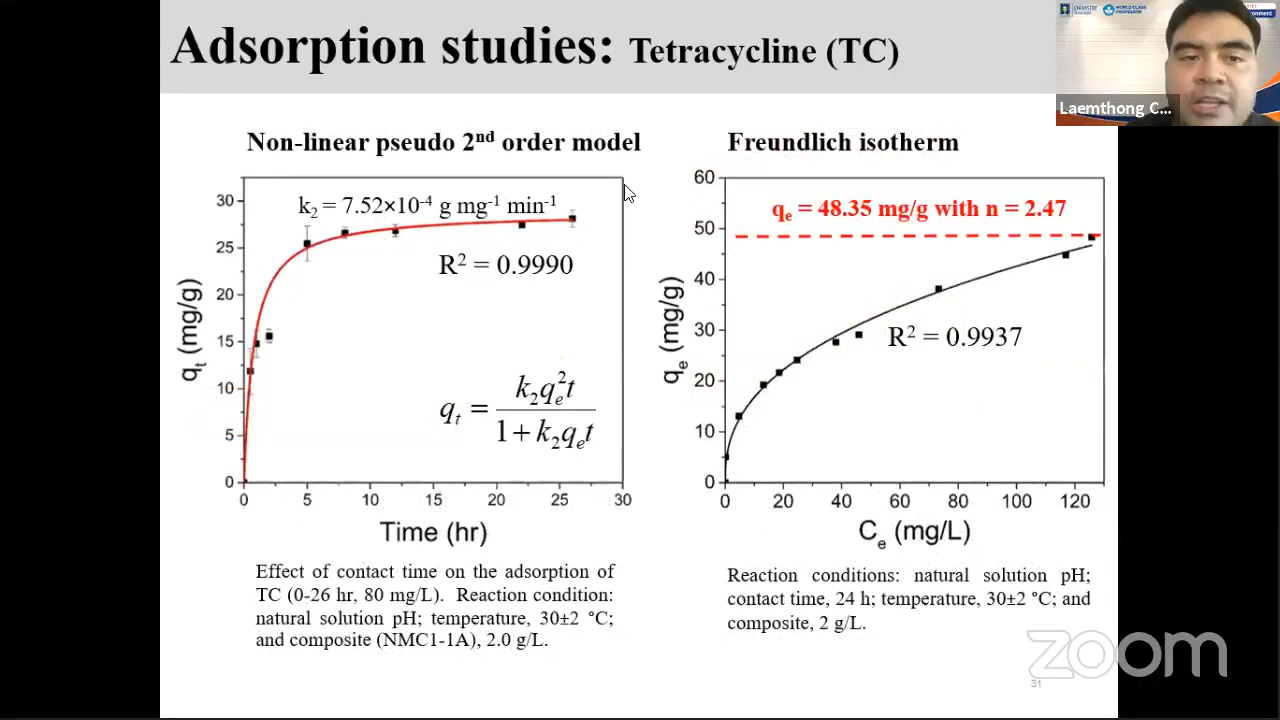 Adsorption studies: Tetracycline (TC)
CHEMISTRY
WORLD CLASS
PROFESSOR
Laemthong C...
Non-linear pseudo 2nd order model
k2 = 7.52×10-4 g mg-1 min-1
R2 = 0.9990
qt = k2qe2t / 1 + k2qet
qt (mg/g)
30
25
20
15
10
5
0
0 5 10 15 20 25 30
Time (hr)
Effect of contact time on the adsorption of
TC (0-26 hr, 80 mg/L). Reaction condition:
natural solution pH; temperature, 30±2 °C;
and composite (NMC1-1A), 2.0 g/L.
Freundlich isotherm
qe = 48.35 mg/g with n = 2.47
R2 = 0.9937
qe (mg/g)
60
50
40
30
20
10
0
0 20 40 60 80 100 120
Ce (mg/L)
Reaction conditions: natural solution pH;
contact time, 24 h; temperature, 30±2 °C; and
composite, 2 g/L.
zoom
31